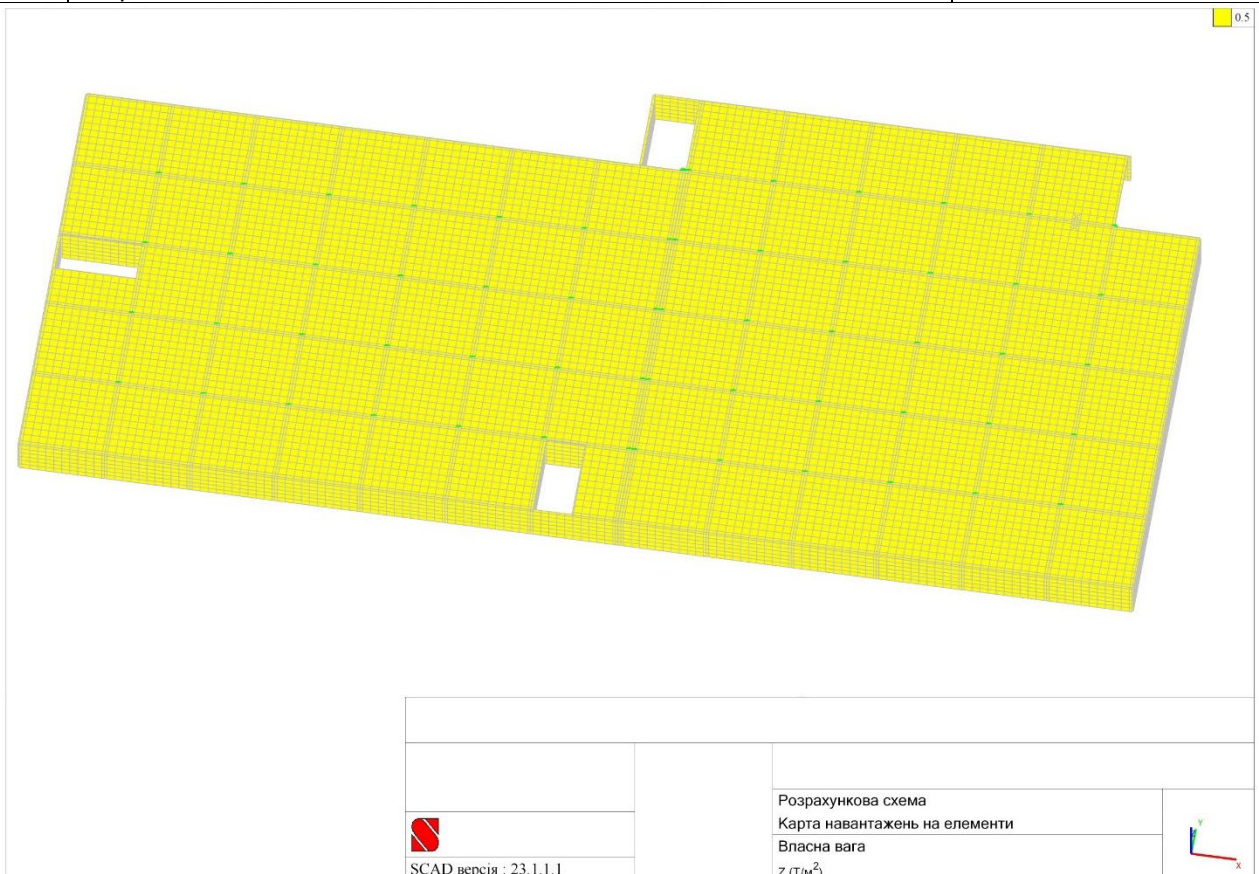 0.5
Розрахункова схема
Карта навантажень на елементи
Власна вага
SCAD версія : 23.1.1.1
Z (Т/м²)
Y
X